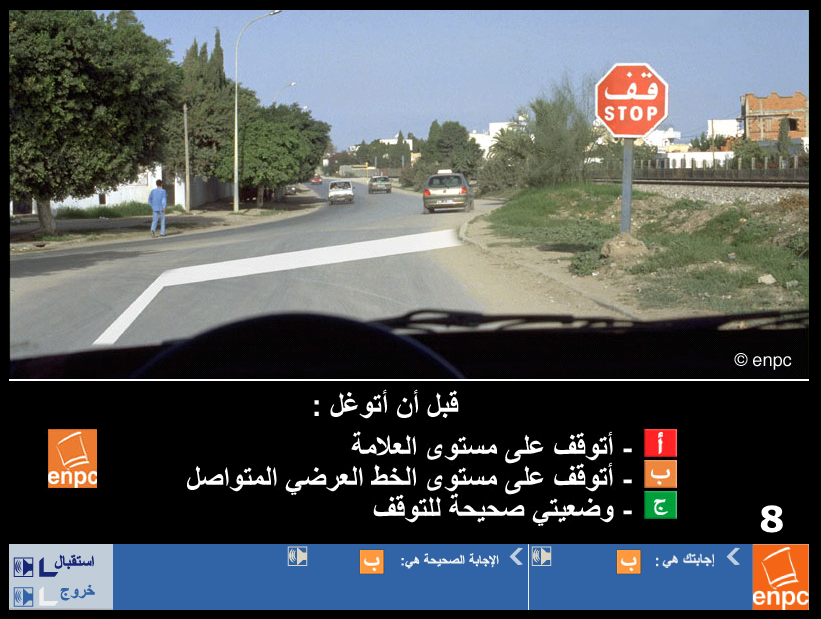 قف
STOP
© enpc
قبل أن أتوغل :
أ - أتوقف على مستوى العلامة
ب - أتوقف على مستوى الخط العرضي المتواصل
ج - وضعيتي صحيحة للتوقف
enpc
8
إجابتك هي : ب
الإجابة الصحيحة هي: ب
استقبال
خروج
enpc